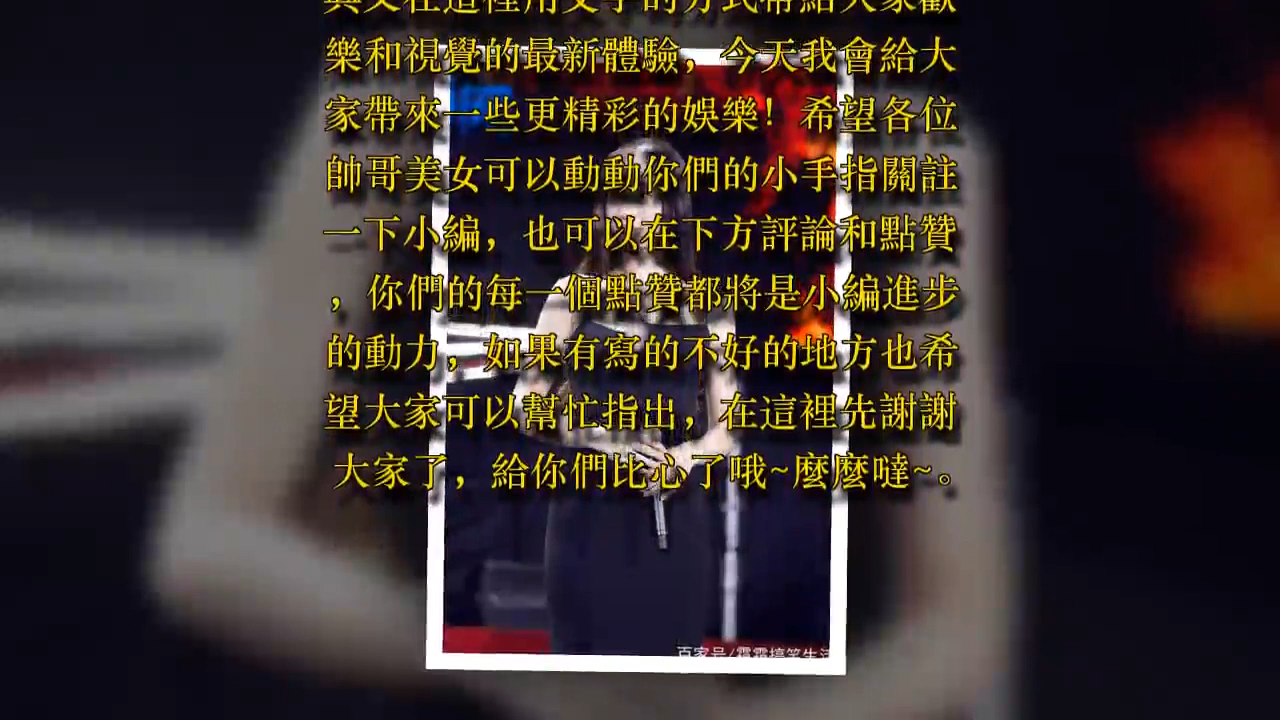 樂和視覺的最新體驗，今天我會給大
家帶來一些更精彩的娛樂！希望各位
帥哥美女可以動動你們的小手指關註
一下小編，也可以在下方評論和點贊
，你們的每一個點贊都將是小編進步
的動力，如果有寫的不好的地方也希
望大家可以幫忙指出，在這裡先謝謝
大家了，給你們比心了哦~麼麼噠~。
百家号/霜霜搞笑生活